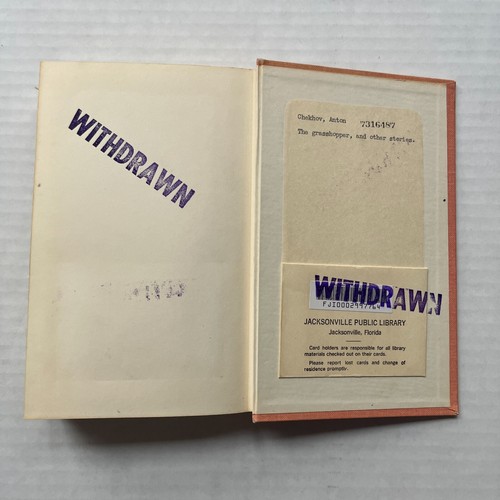 WITHDRAWN
Chekhov, Anton 7316487
The grasshopper, and other stories.
WITHDRAWN
JACKSONVILLE PUBLIC LIBRARY
Jacksonville, Florida
Card holders are responsible for all library
materials checked out on their cards.
Please report lost cards and change of
residence promptly.